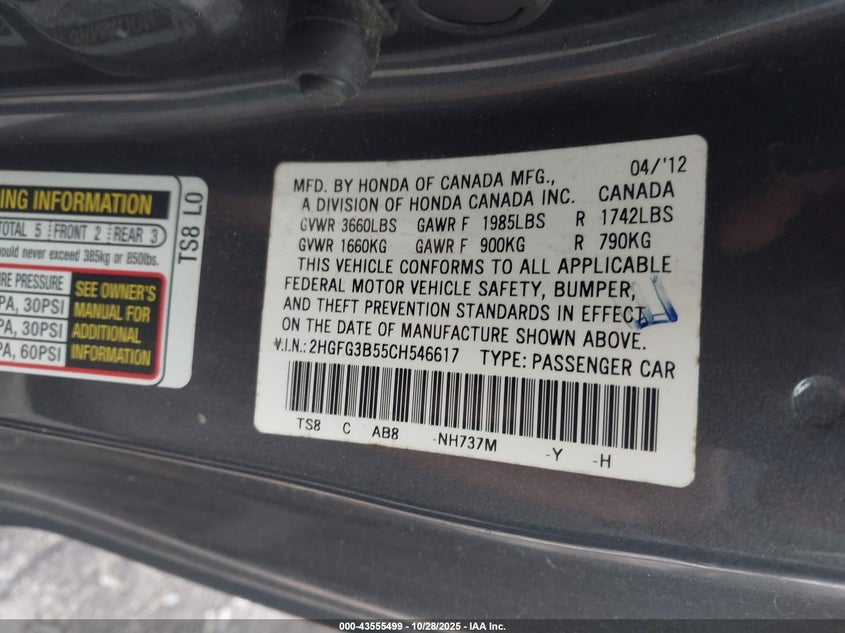 ING INFORMATION
TOTAL 5 FRONT 2 REAR 3
ould never exceed 385kg or 850lbs.
RE PRESSURE
PA, 30PSI
PA, 30PSI
PA, 60PSI
SEE OWNER'S
MANUAL FOR
ADDITIONAL
INFORMATION
TS8 L0
04/'12
MFD. BY HONDA OF CANADA MFG.,
A DIVISION OF HONDA CANADA INC. CANADA
GVWR 3660LBS GAWR F 1985LBS R 1742LBS
GVWR 1660KG GAWR F 900KG R 790KG
THIS VEHICLE CONFORMS TO ALL APPLICABLE
FEDERAL MOTOR VEHICLE SAFETY, BUMPER,
AND THEFT PREVENTION STANDARDS IN EFFECT
ON THE DATE OF MANUFACTURE SHOWN ABOVE.
V.I.N.: 2HGFG3B55CH546617 TYPE: PASSENGER CAR
TS8 C AB8 -NH737M -Y -H
000-43555499 - 10/28/2025 - IAA Inc.